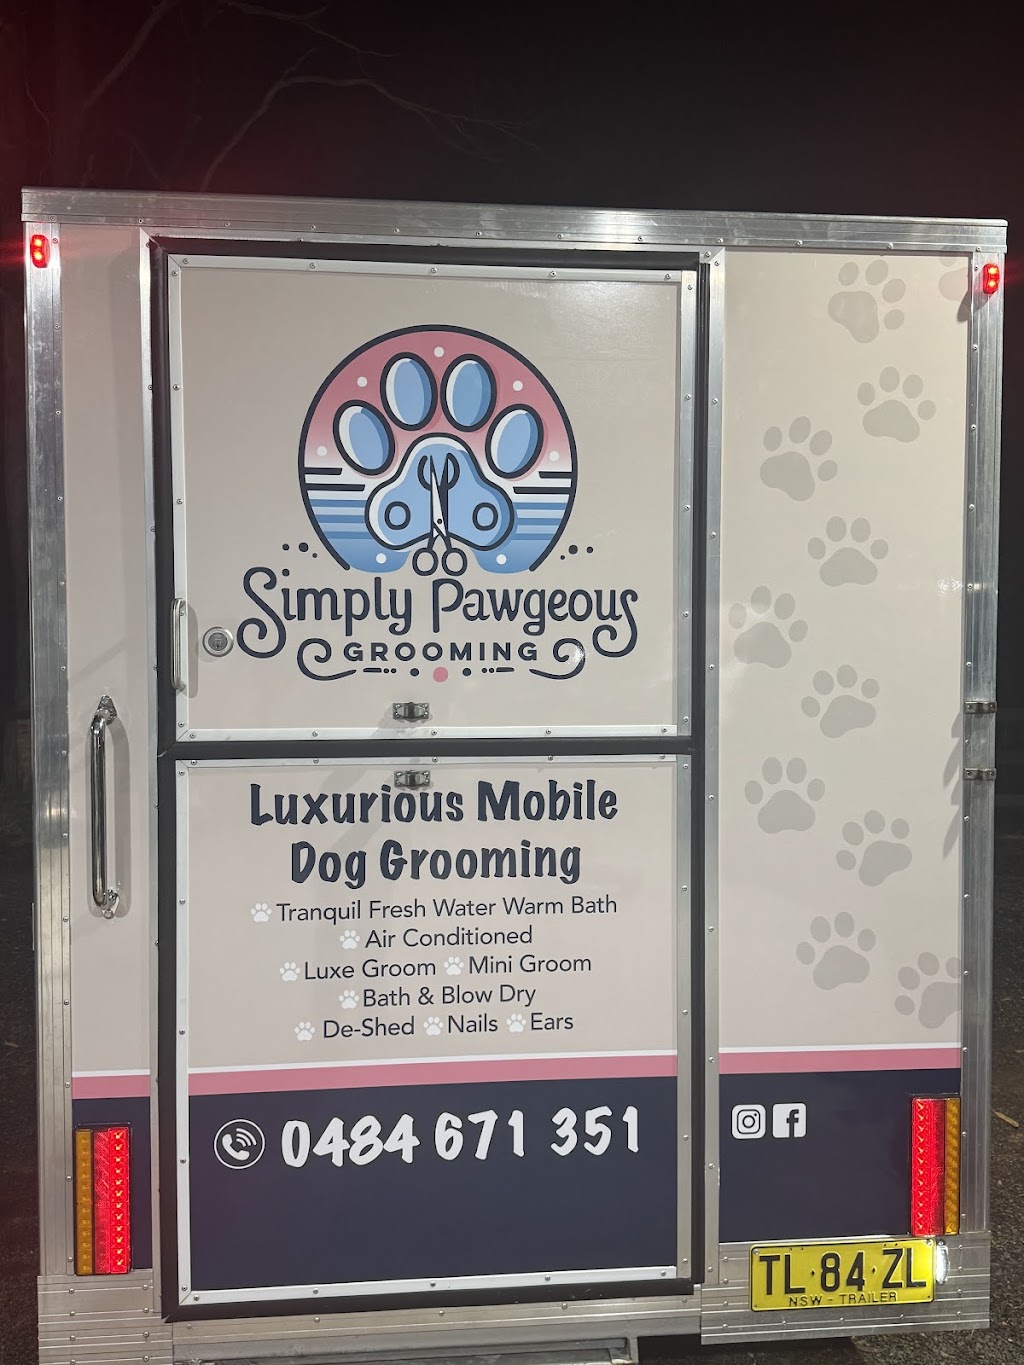 Simply Pawgeous
GROOMING
Luxurious Mobile
Dog Grooming
Tranquil Fresh Water Warm Bath
Air Conditioned
Luxe Groom Mini Groom
Bath & Blow Dry
De-Shed Nails Ears
0484 671 351
TL·84·ZL
NSW - TRAILER